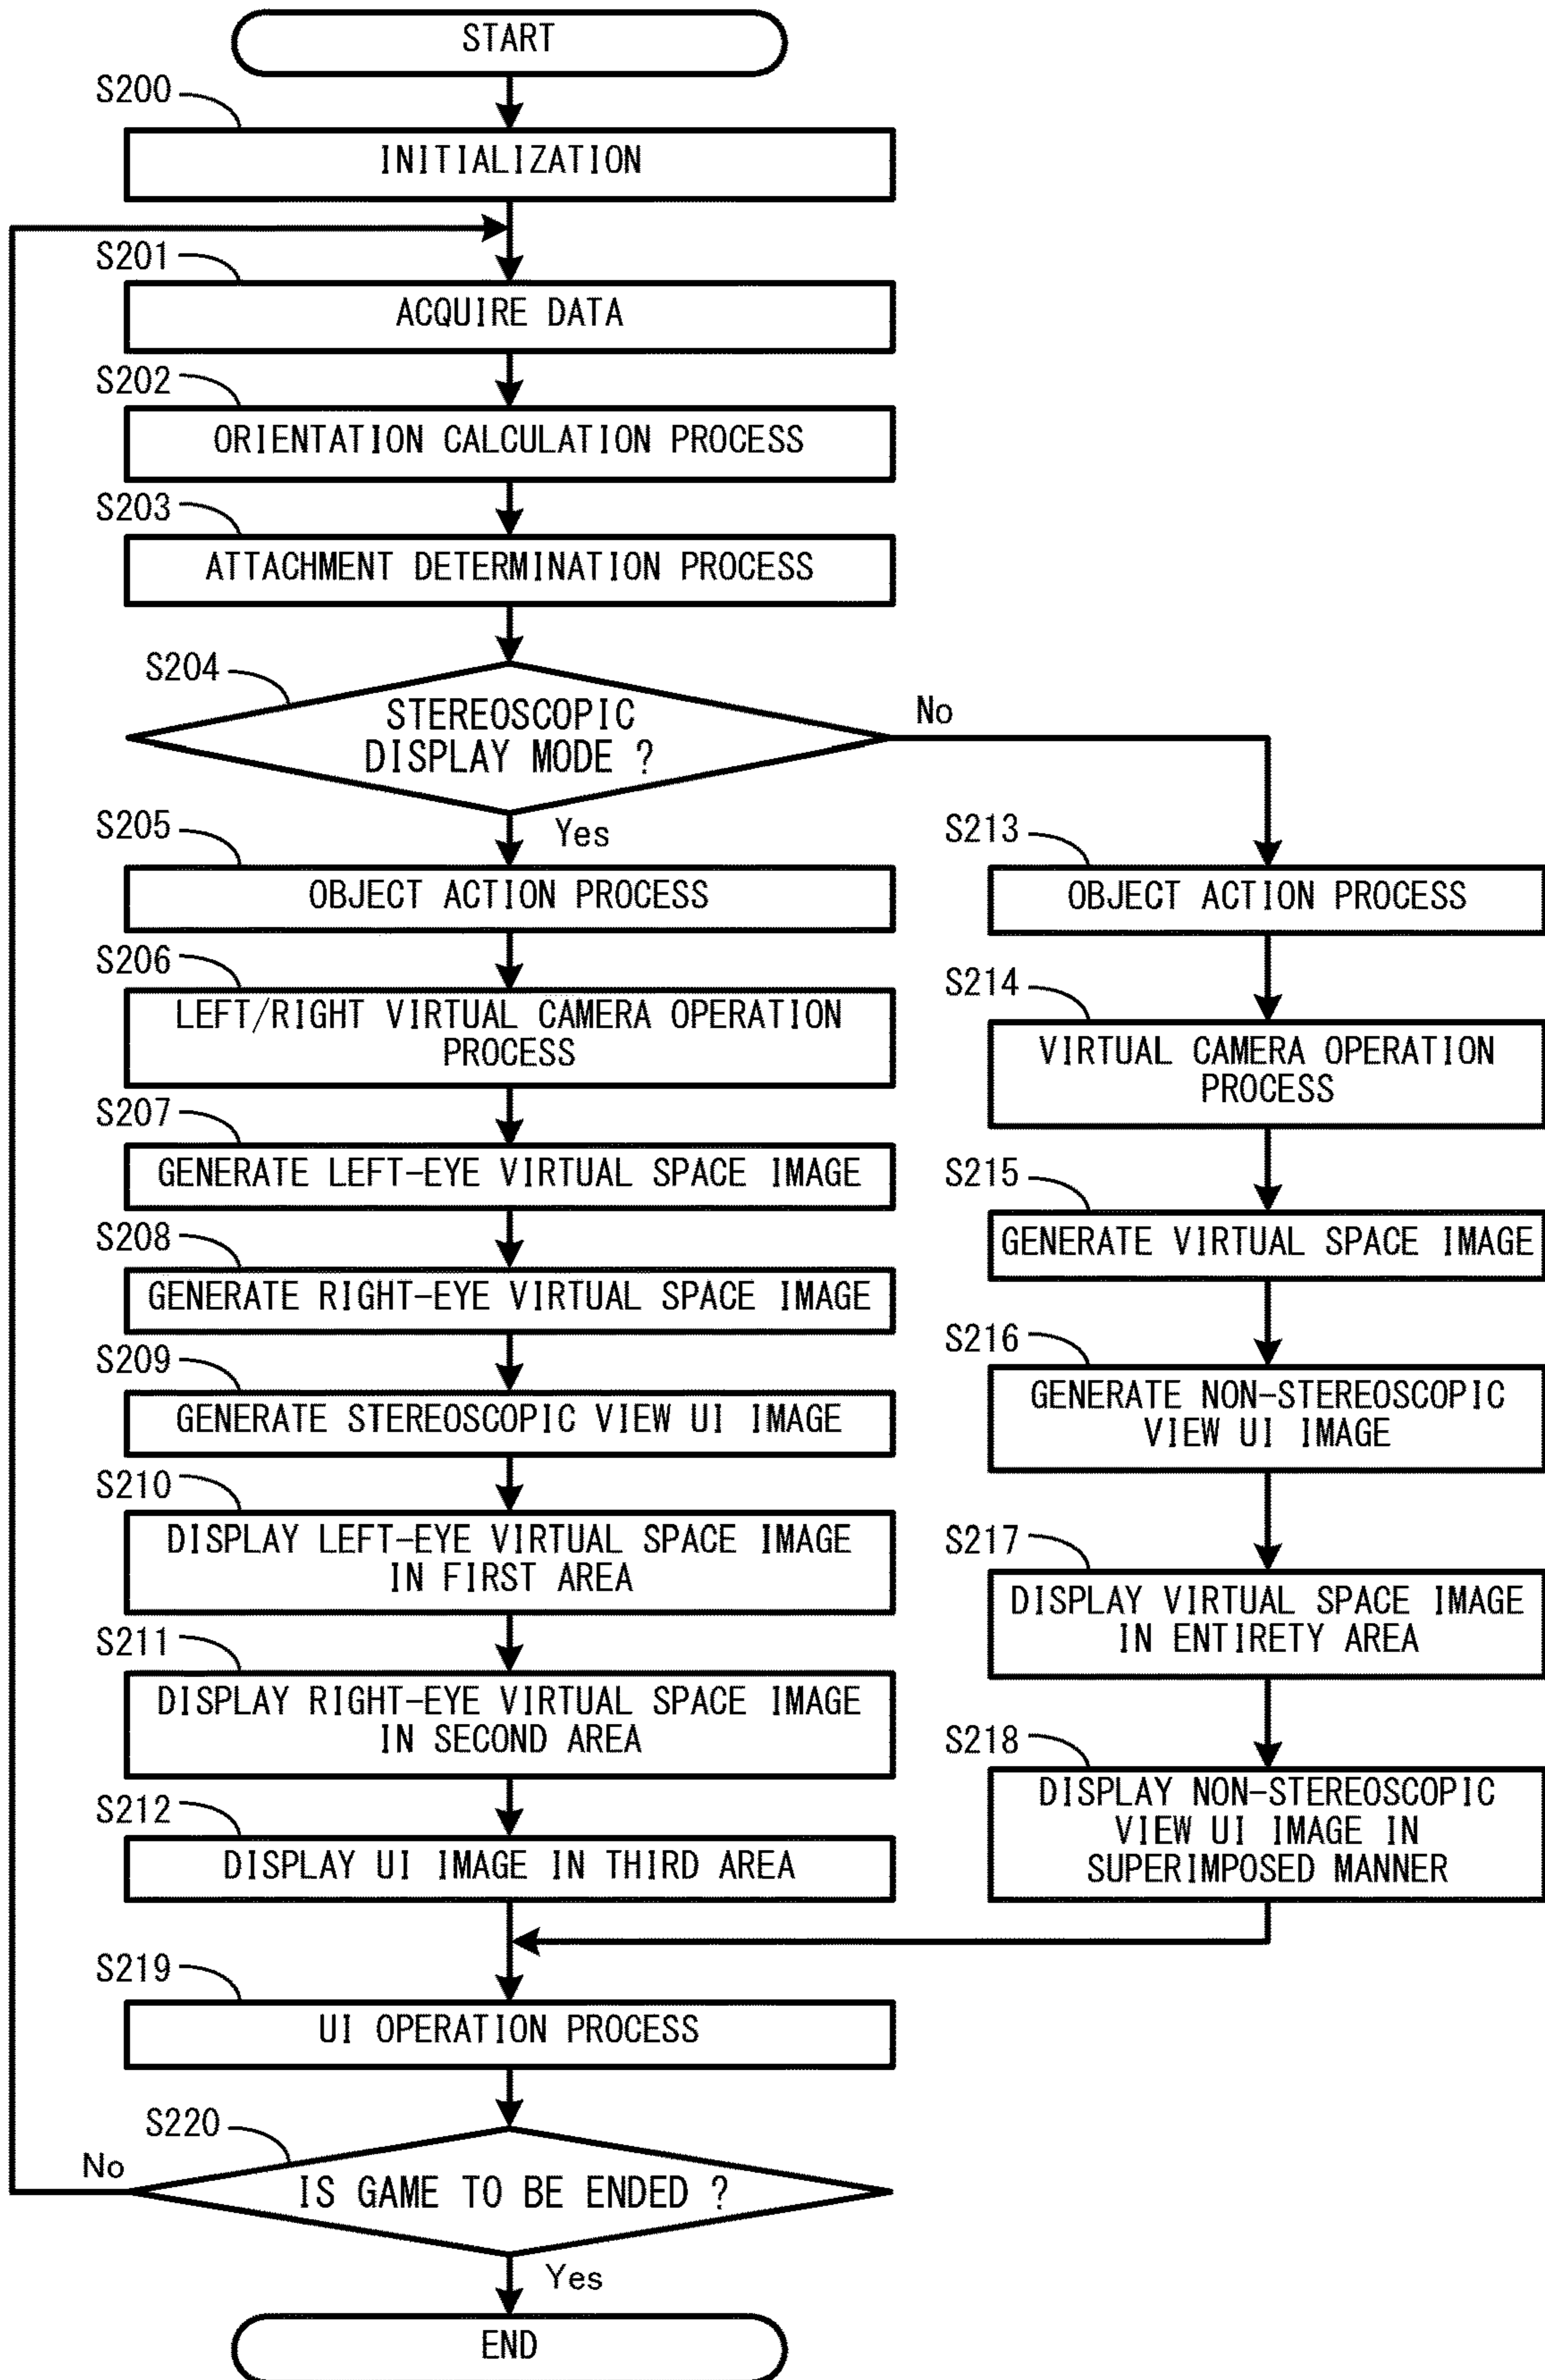 START
S200
INITIALIZATION
S201
ACQUIRE DATA
S202
ORIENTATION CALCULATION PROCESS
S203
ATTACHMENT DETERMINATION PROCESS
S204
STEREOSCOPIC
DISPLAY MODE ?
No
Yes
S205
OBJECT ACTION PROCESS
S206
LEFT/RIGHT VIRTUAL CAMERA OPERATION
PROCESS
S207
GENERATE LEFT-EYE VIRTUAL SPACE IMAGE
S208
GENERATE RIGHT-EYE VIRTUAL SPACE IMAGE
S209
GENERATE STEREOSCOPIC VIEW UI IMAGE
S210
DISPLAY LEFT-EYE VIRTUAL SPACE IMAGE
IN FIRST AREA
S211
DISPLAY RIGHT-EYE VIRTUAL SPACE IMAGE
IN SECOND AREA
S212
DISPLAY UI IMAGE IN THIRD AREA
S213
OBJECT ACTION PROCESS
S214
VIRTUAL CAMERA OPERATION
PROCESS
S215
GENERATE VIRTUAL SPACE IMAGE
S216
GENERATE NON-STEREOSCOPIC
VIEW UI IMAGE
S217
DISPLAY VIRTUAL SPACE IMAGE
IN ENTIRETY AREA
S218
DISPLAY NON-STEREOSCOPIC
VIEW UI IMAGE IN
SUPERIMPOSED MANNER
S219
UI OPERATION PROCESS
S220
IS GAME TO BE ENDED ?
No
Yes
END